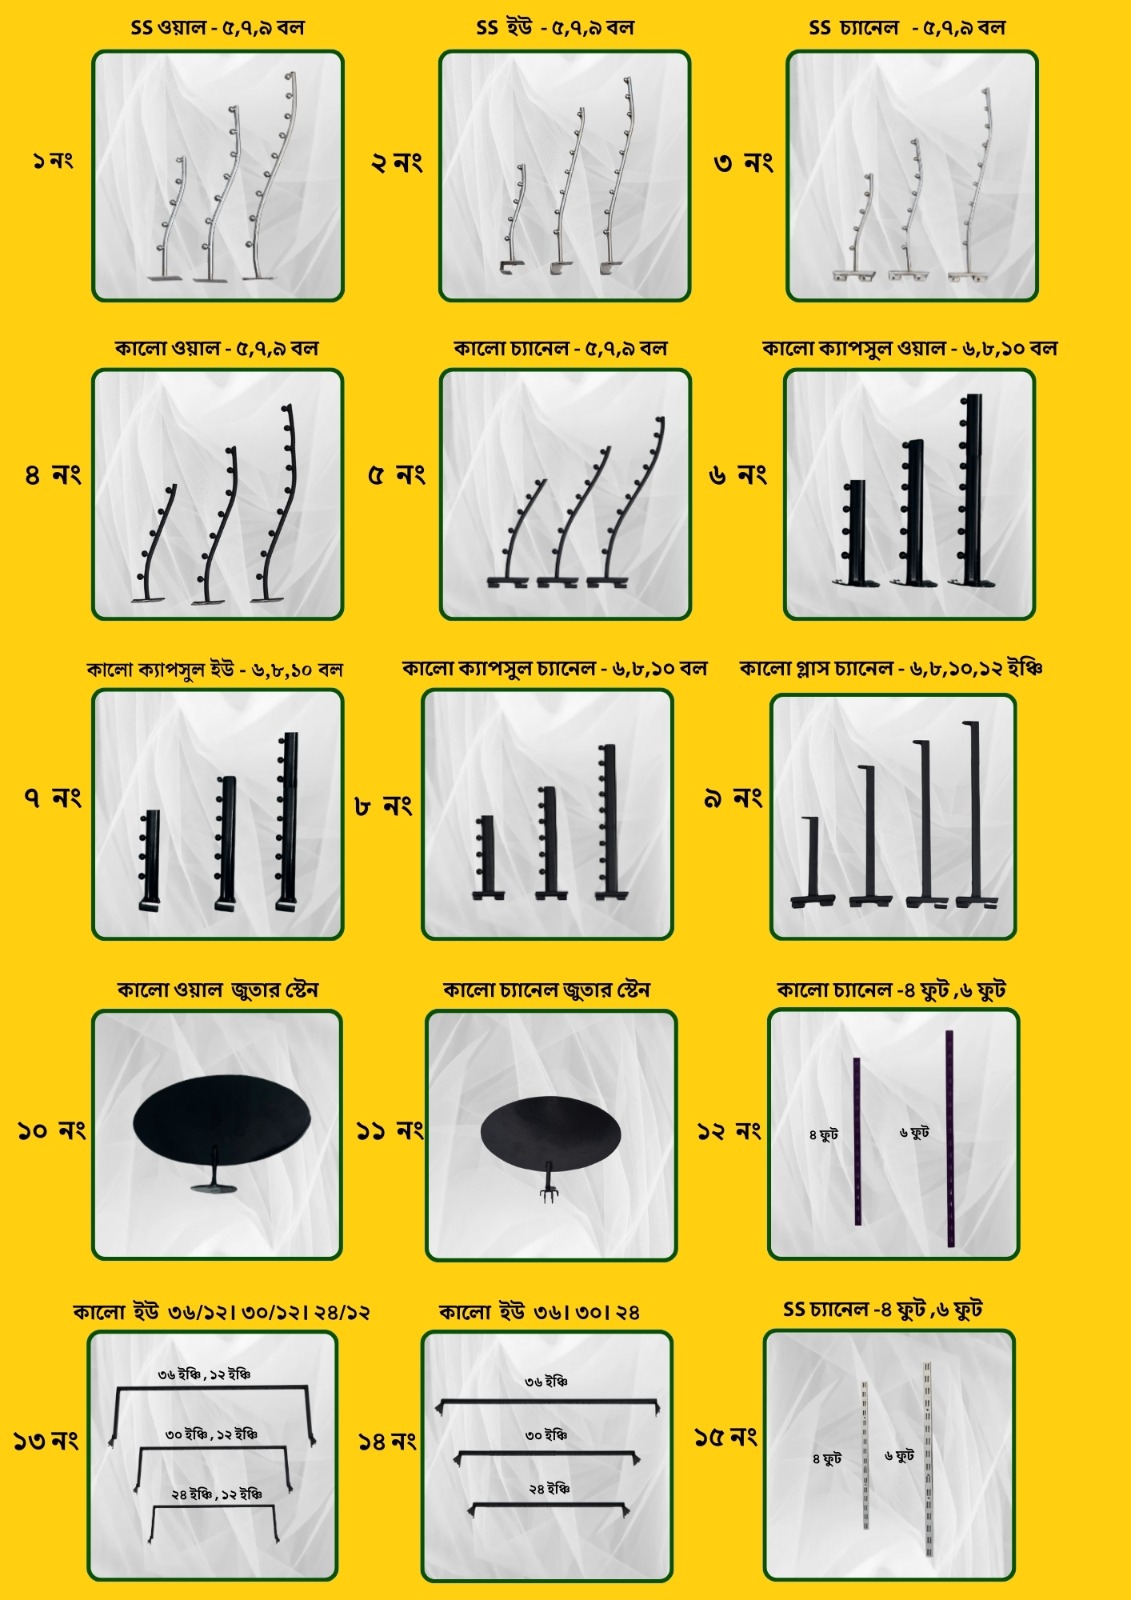 SS ওয়াল - ৫,৭,৯ বল
SS ইউ - ৫,৭,৯ বল
SS চ্যানেল - ৫,৭,৯ বল
১ নং
২ নং
৩ নং
কালো ওয়াল - ৫,৭,৯ বল
কালো চ্যানেল - ৫,৭,৯ বল
কালো ক্যাপসুল ওয়াল - ৬,৮,১০ বল
৪ নং
৫ নং
৬ নং
কালো ক্যাপসুল ইউ - ৬,৮,১০ বল
কালো ক্যাপসুল চ্যানেল - ৬,৮,১০ বল
কালো গ্লাস চ্যানেল - ৬,৮,১০,১২ ইঞ্চি
৭ নং
৮ নং
৯ নং
কালো ওয়াল জুতার স্টেন
কালো চ্যানেল জুতার স্টেন
কালো চ্যানেল -৪ ফুট ,৬ ফুট
১০ নং
১১ নং
১২ নং
৪ ফুট
৬ ফুট
কালো ইউ ৩৬/১২। ৩০/১২। ২৪/১২
কালো ইউ ৩৬। ৩০। ২৪
SS চ্যানেল -৪ ফুট ,৬ ফুট
১৩ নং
৩৬ ইঞ্চি , ১২ ইঞ্চি
৩০ ইঞ্চি , ১২ ইঞ্চি
২৪ ইঞ্চি , ১২ ইঞ্চি
১৪ নং
৩৬ ইঞ্চি
৩০ ইঞ্চি
২৪ ইঞ্চি
১৫ নং
৪ ফুট
৬ ফুট